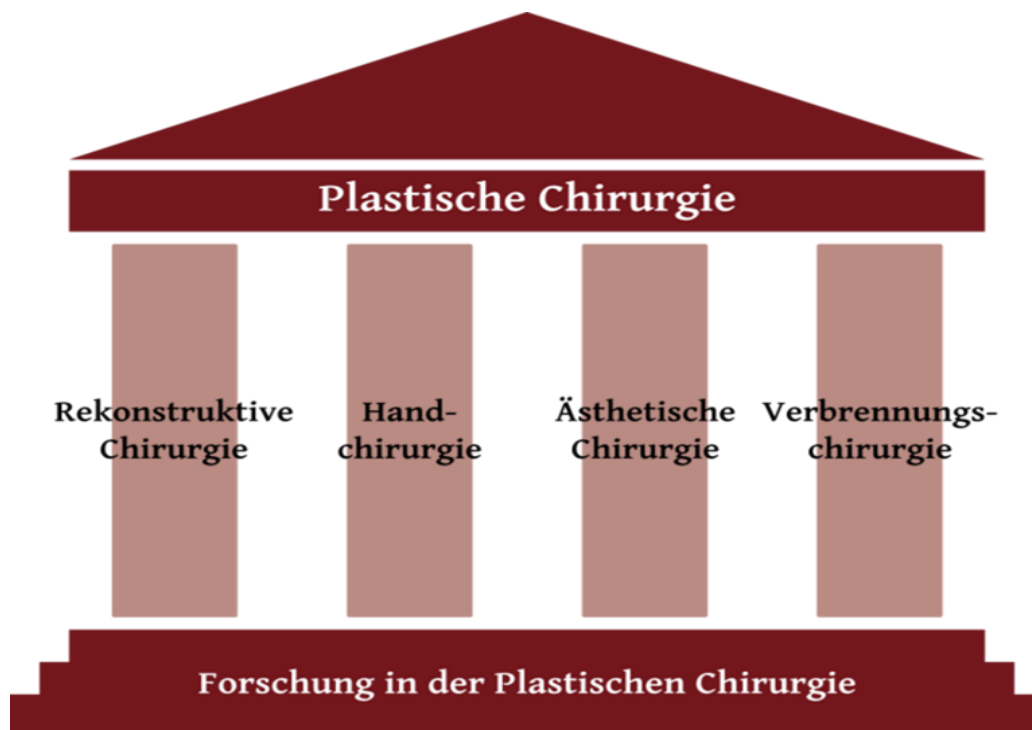 Plastische Chirurgie
Rekonstruktive
Chirurgie
Hand-
chirurgie
Ästhetische
Chirurgie
Verbrennungs-
chirurgie
Forschung in der Plastischen Chirurgie